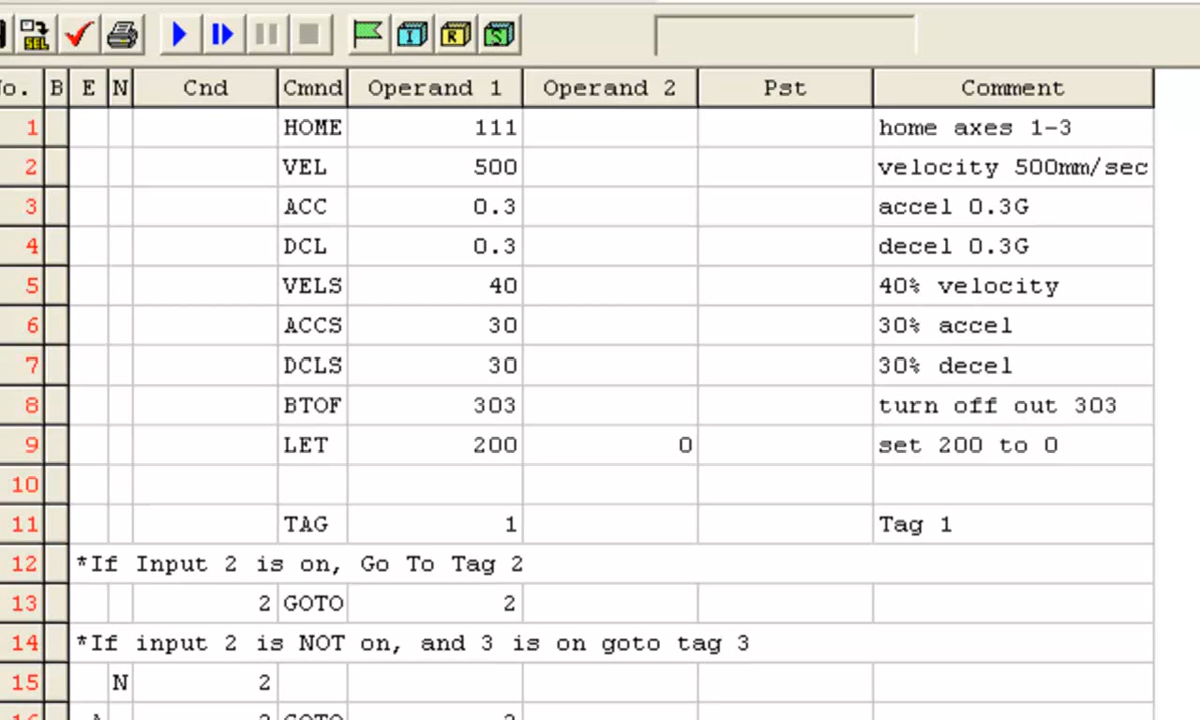 SEL
I R S
o. B E N Cnd Cmnd Operand 1 Operand 2 Pst Comment
1 HOME 111 home axes 1-3
2 VEL 500 velocity 500mm/sec
3 ACC 0.3 accel 0.3G
4 DCL 0.3 decel 0.3G
5 VELS 40 40% velocity
6 ACCS 30 30% accel
7 DCLS 30 30% decel
8 BTOF 303 turn off out 303
9 LET 200 0 set 200 to 0
10
11 TAG 1 Tag 1
12 *If Input 2 is on, Go To Tag 2
13 2 GOTO 2
14 *If input 2 is NOT on, and 3 is on goto tag 3
15 N 2
16 GOTO